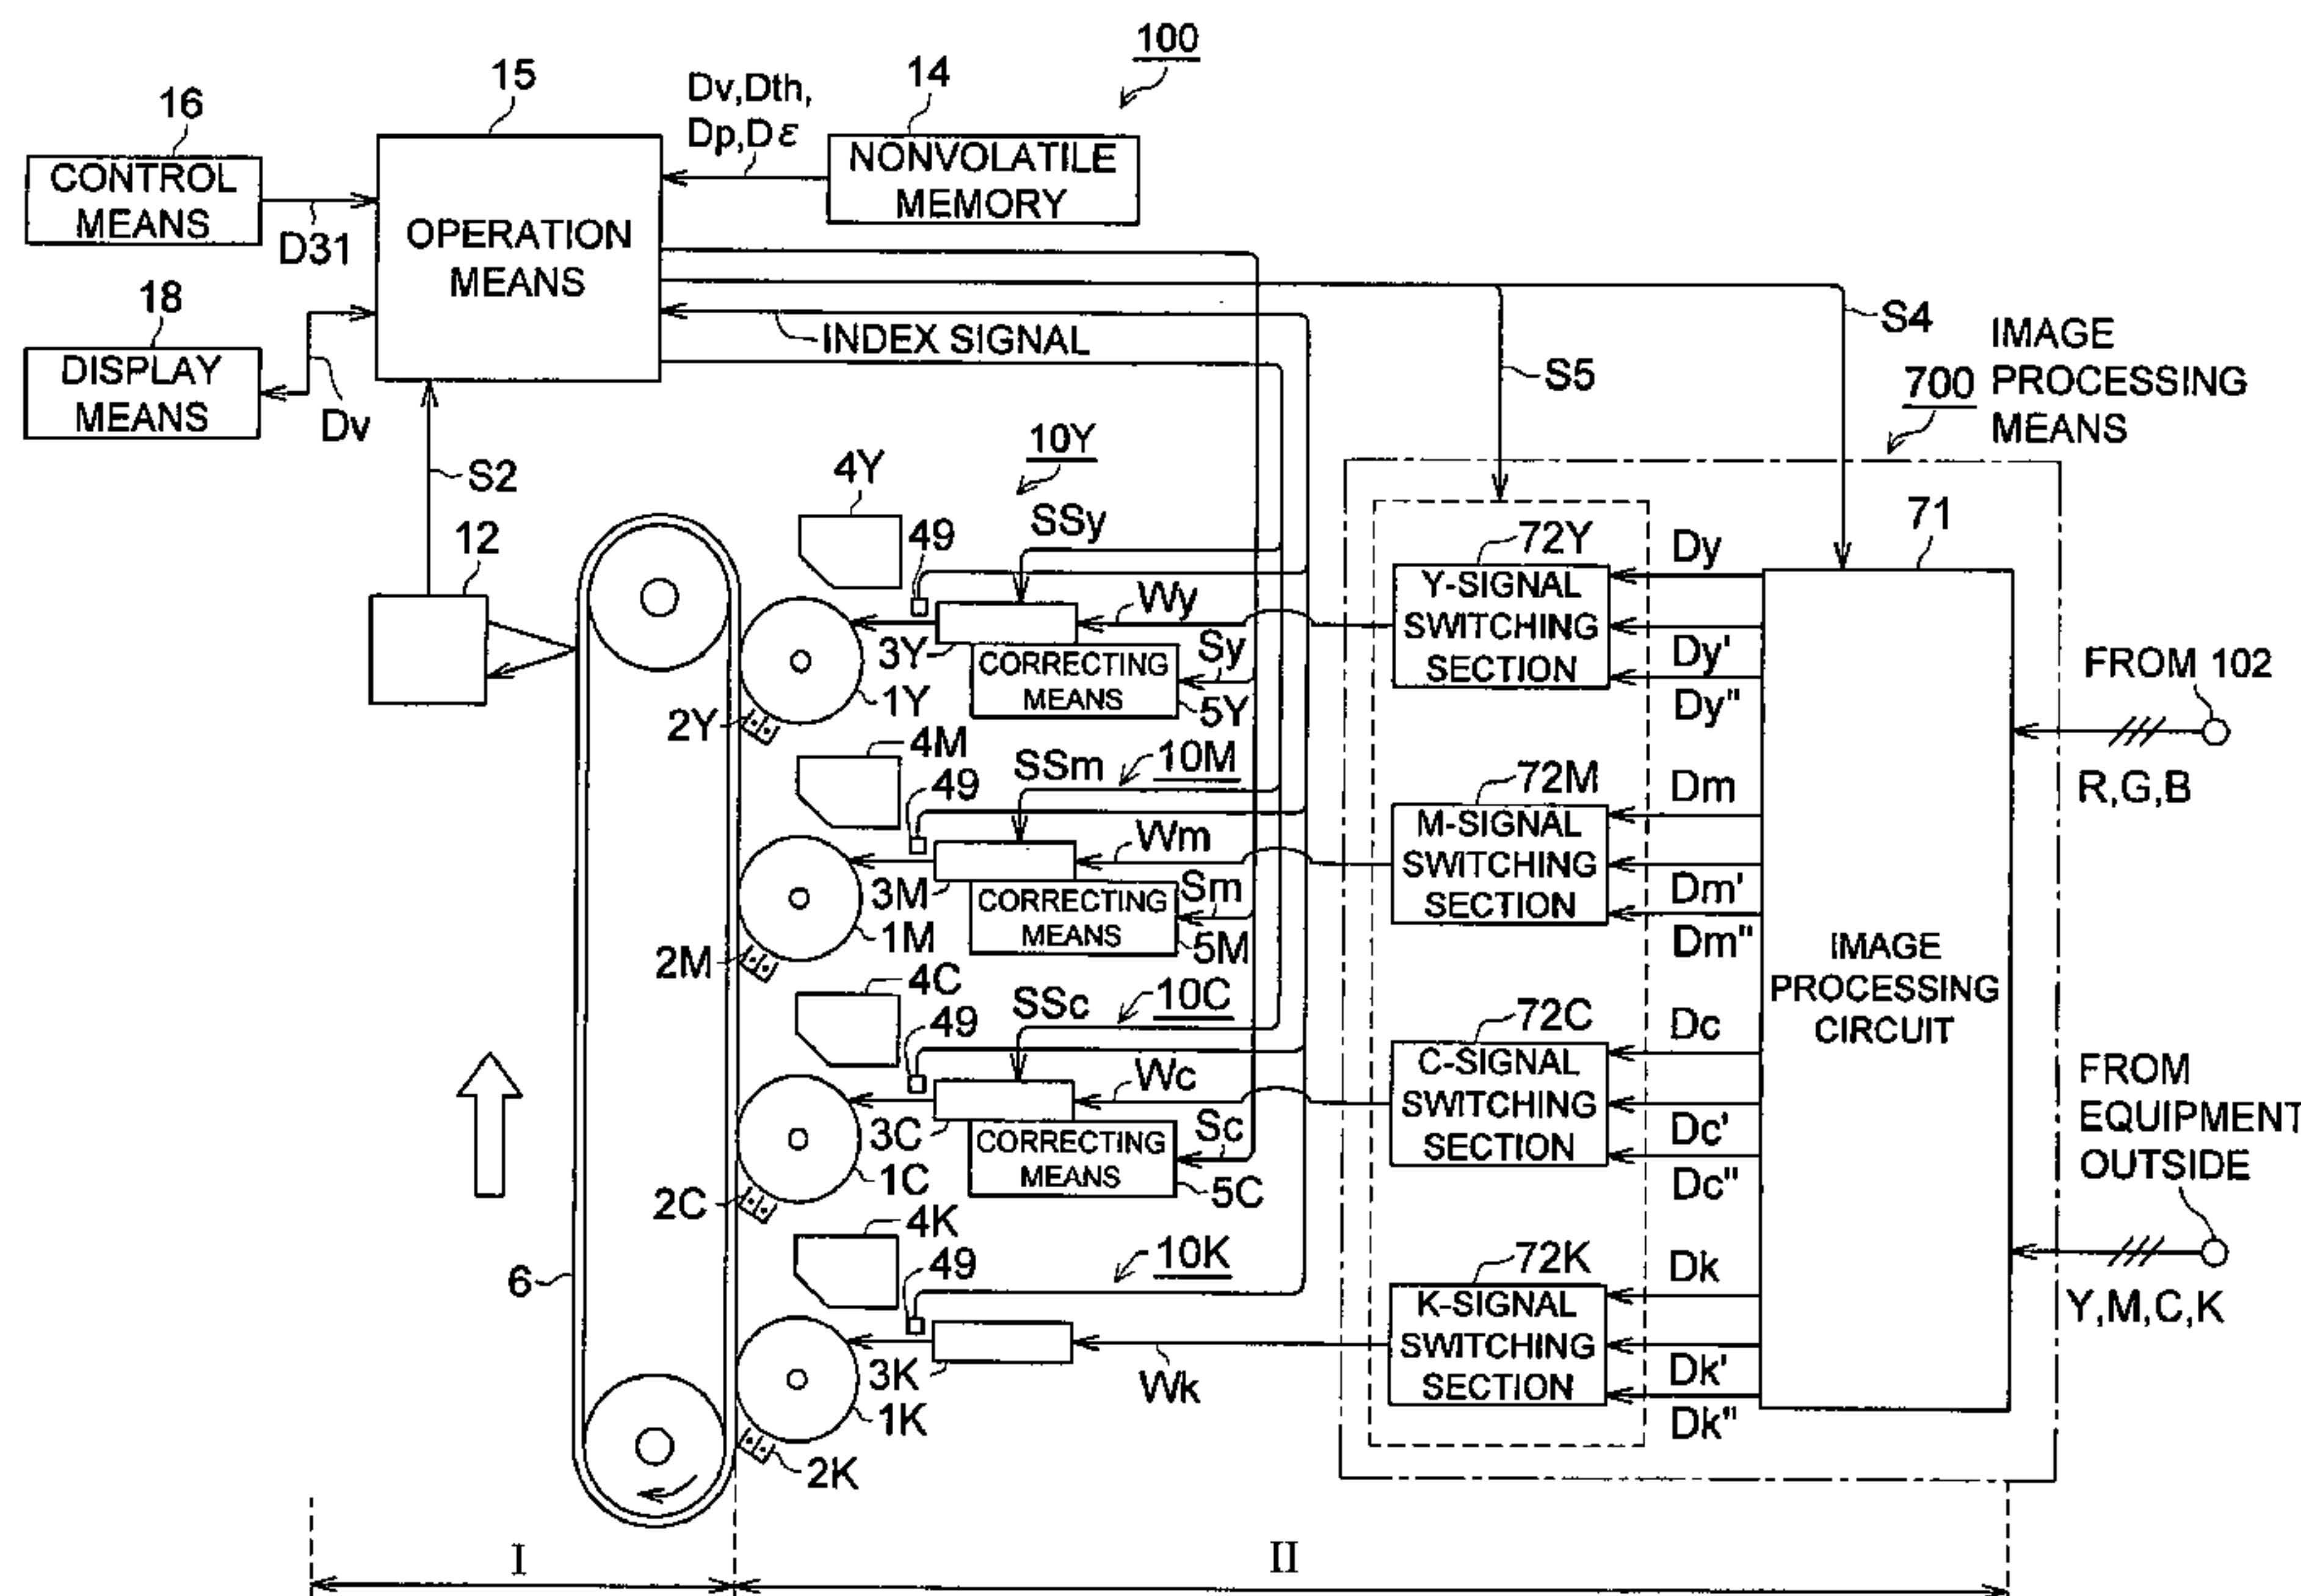 100
15
14
16
Dv,Dth,
Dp,Dε
NONVOLATILE
MEMORY
CONTROL
MEANS
D31
OPERATION
MEANS
18
INDEX SIGNAL
S4
IMAGE
PROCESSING
MEANS
700
DISPLAY
MEANS
Dv
S5
S2
10Y
4Y
12
49
SSy
72Y
Dy
71
Y-SIGNAL
SWITCHING
SECTION
Wy
3Y
Sy
CORRECTING
MEANS
Dy'
Dy"
FROM 102
1Y
5Y
2Y
4M
SSm
10M
72M
Dm
R,G,B
49
M-SIGNAL
SWITCHING
SECTION
Wm
3M
Sm
CORRECTING
MEANS
Dm'
Dm"
1M
5M
2M
IMAGE
PROCESSING
CIRCUIT
4C
SSc
10C
72C
Dc
49
C-SIGNAL
SWITCHING
SECTION
Wc
3C
Sc
CORRECTING
MEANS
Dc'
Dc"
FROM
EQUIPMENT
OUTSIDE
1C
5C
2C
4K
10K
72K
Dk
49
6
K-SIGNAL
SWITCHING
SECTION
Y,M,C,K
3K
Wk
Dk'
Dk"
1K
2K
I
II